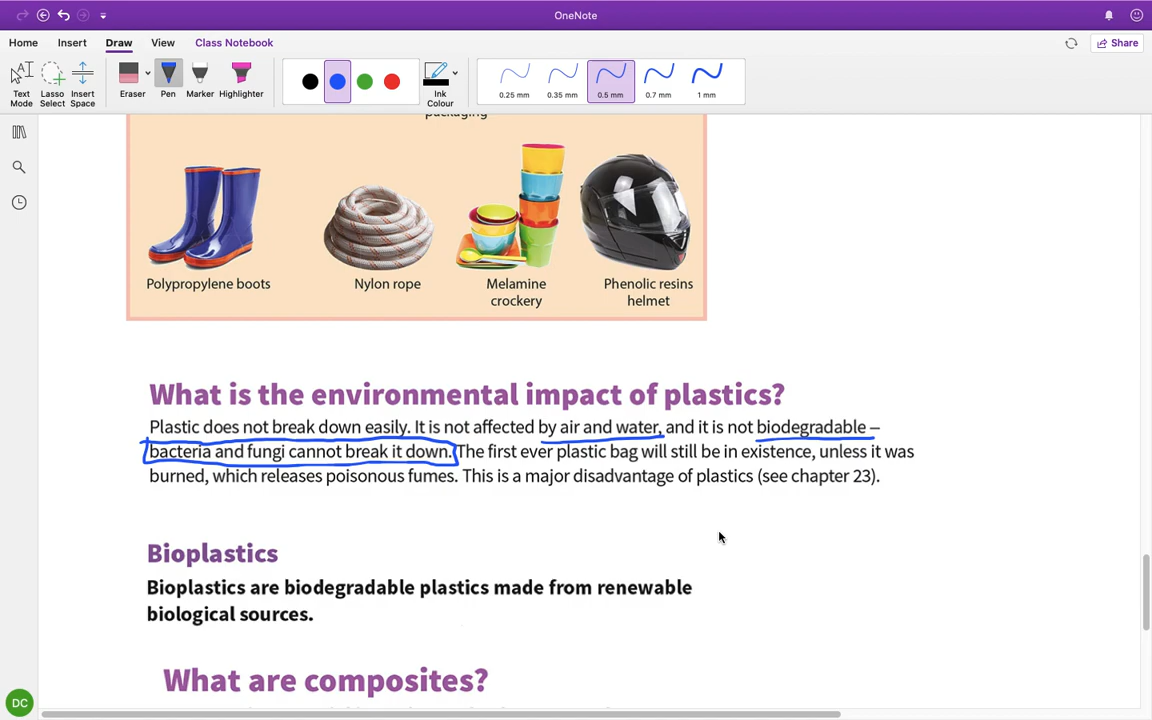 OneNote
Home Insert Draw View Class Notebook Share
Text Mode
Lasso Select
Insert Space
Eraser
Pen
Marker
Highlighter
Ink Colour
0.25 mm
0.35 mm
0.5 mm
0.7 mm
1 mm
packaging
Polypropylene boots
Nylon rope
Melamine
crockery
Phenolic resins
helmet
What is the environmental impact of plastics?
Plastic does not break down easily. It is not affected by air and water, and it is not biodegradable –
bacteria and fungi cannot break it down. The first ever plastic bag will still be in existence, unless it was
burned, which releases poisonous fumes. This is a major disadvantage of plastics (see chapter 23).
Bioplastics
Bioplastics are biodegradable plastics made from renewable
biological sources.
What are composites?
DC